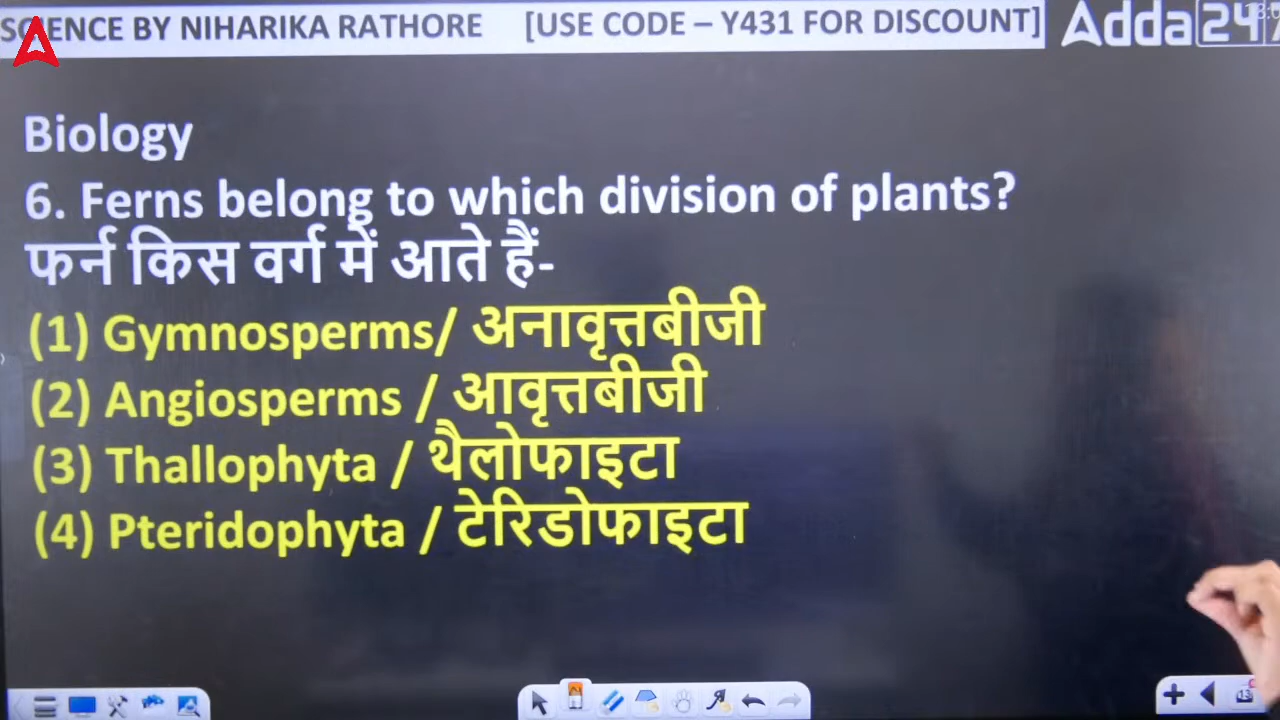 SCIENCE BY NIHARIKA RATHORE [USE CODE – Y431 FOR DISCOUNT]
Adda247
Biology
6. Ferns belong to which division of plants?
फर्न किस वर्ग में आते हैं-
(1) Gymnosperms/ अनावृत्तबीजी
(2) Angiosperms / आवृत्तबीजी
(3) Thallophyta / थैलोफाइटा
(4) Pteridophyta / टेरिडोफाइटा